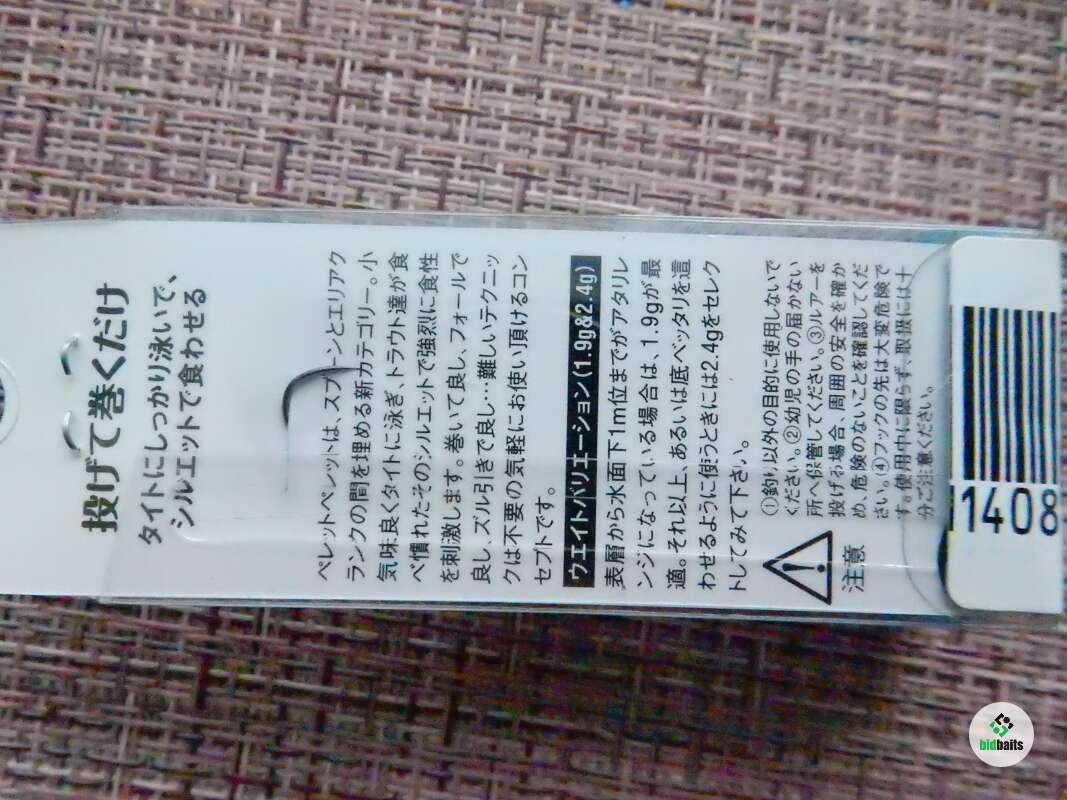 投げて巻くだけ
タイトにしっかり泳いで、
シルエットで食わせる
ペレットペレットは、スプーンとエリアク
ランクの間を埋める新カテゴリー。小
気味良くタイトに泳ぎ、トラウト達が食
べ慣れたそのシルエットで強烈に食性
を刺激します。巻いて良し、フォールで
良し、ズル引きで良し…難しいテクニッ
クは不要の気軽にお使い頂けるコン
セプトです。
ウエイトバリエーション(1.9g&2.4g)
表層から水面下1m位までがアタリレ
ンジになっている場合は、1.9gが最
適。それ以上、あるいは底ベッタリを這
わせるように使うときには2.4gをセレク
トしてみて下さい。
注意
①釣り以外の目的に使用しないで
ください。②幼児の手の届かない
所へ保管してください。③ルアーを
投げる場合、周囲の安全を確か
め、危険のないことを確認してくだ
さい。④フックの先は大変危険で
す。使用中に限らず、取扱には十
分ご注意ください。
11408
bidbaits